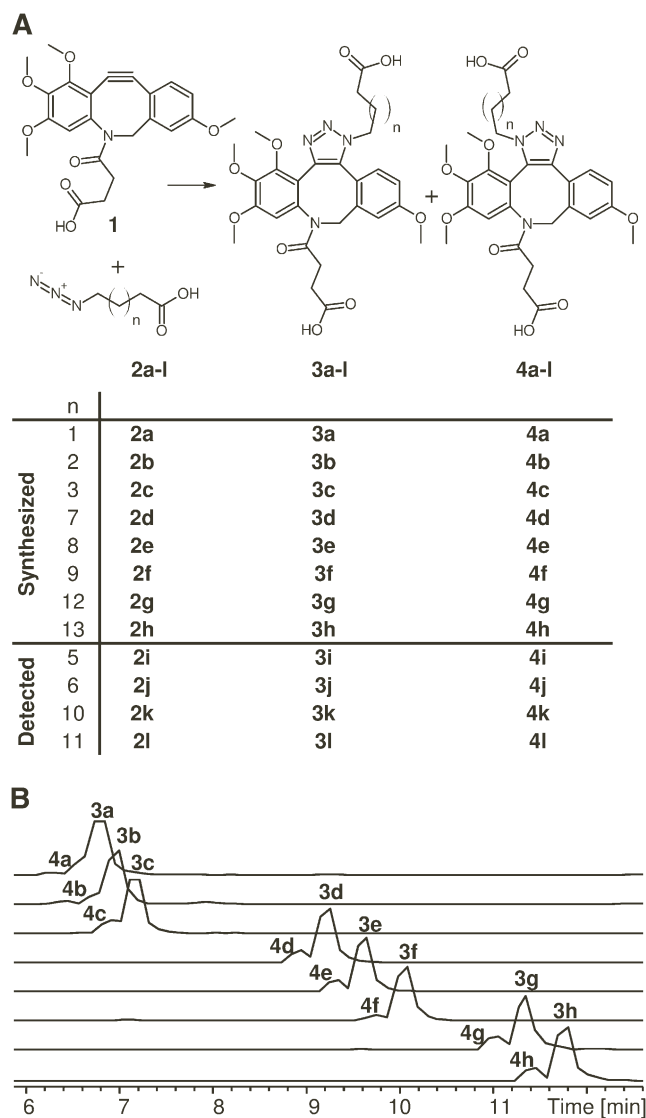 A
O OH HO O
n n
O O
O O
O O
N N N N N N
O O
N O O O N O O N O
O O O
O
HO 1
+
N⁻ N⁺ N n OH O
+
O HO O HO
2a-l 3a-l 4a-l
n
Synthesized
1 2a 3a 4a
2 2b 3b 4b
3 2c 3c 4c
7 2d 3d 4d
8 2e 3e 4e
9 2f 3f 4f
12 2g 3g 4g
13 2h 3h 4h
Detected
5 2i 3i 4i
6 2j 3j 4j
10 2k 3k 4k
11 2l 3l 4l
B
3a
4a 3b
4b 3c
4c 3d
4d 3e
4e 3f
4f 3g
4g 3h
4h
6 7 8 9 10 11 Time [min]